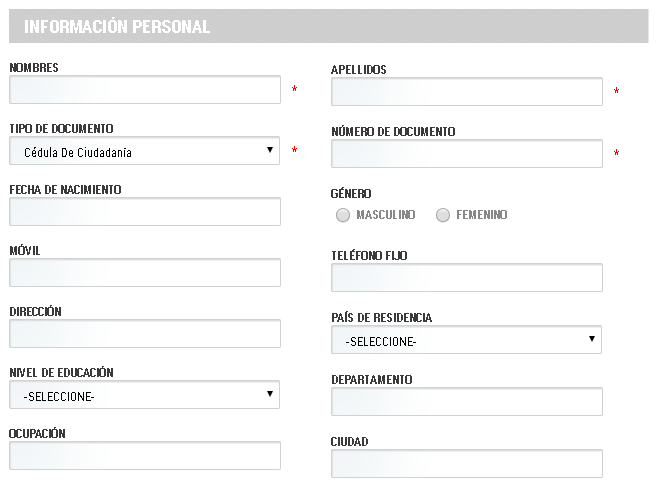 INFORMACIÓN PERSONAL
NOMBRES
*
APELLIDOS
*
TIPO DE DOCUMENTO
Cédula De Ciudadania
*
NÚMERO DE DOCUMENTO
*
FECHA DE NACIMIENTO
GÉNERO
MASCULINO FEMENINO
MÓVIL
TELÉFONO FIJO
DIRECCIÓN
PAÍS DE RESIDENCIA
-SELECCIONE-
NIVEL DE EDUCACIÓN
-SELECCIONE-
DEPARTAMENTO
OCUPACIÓN
CIUDAD